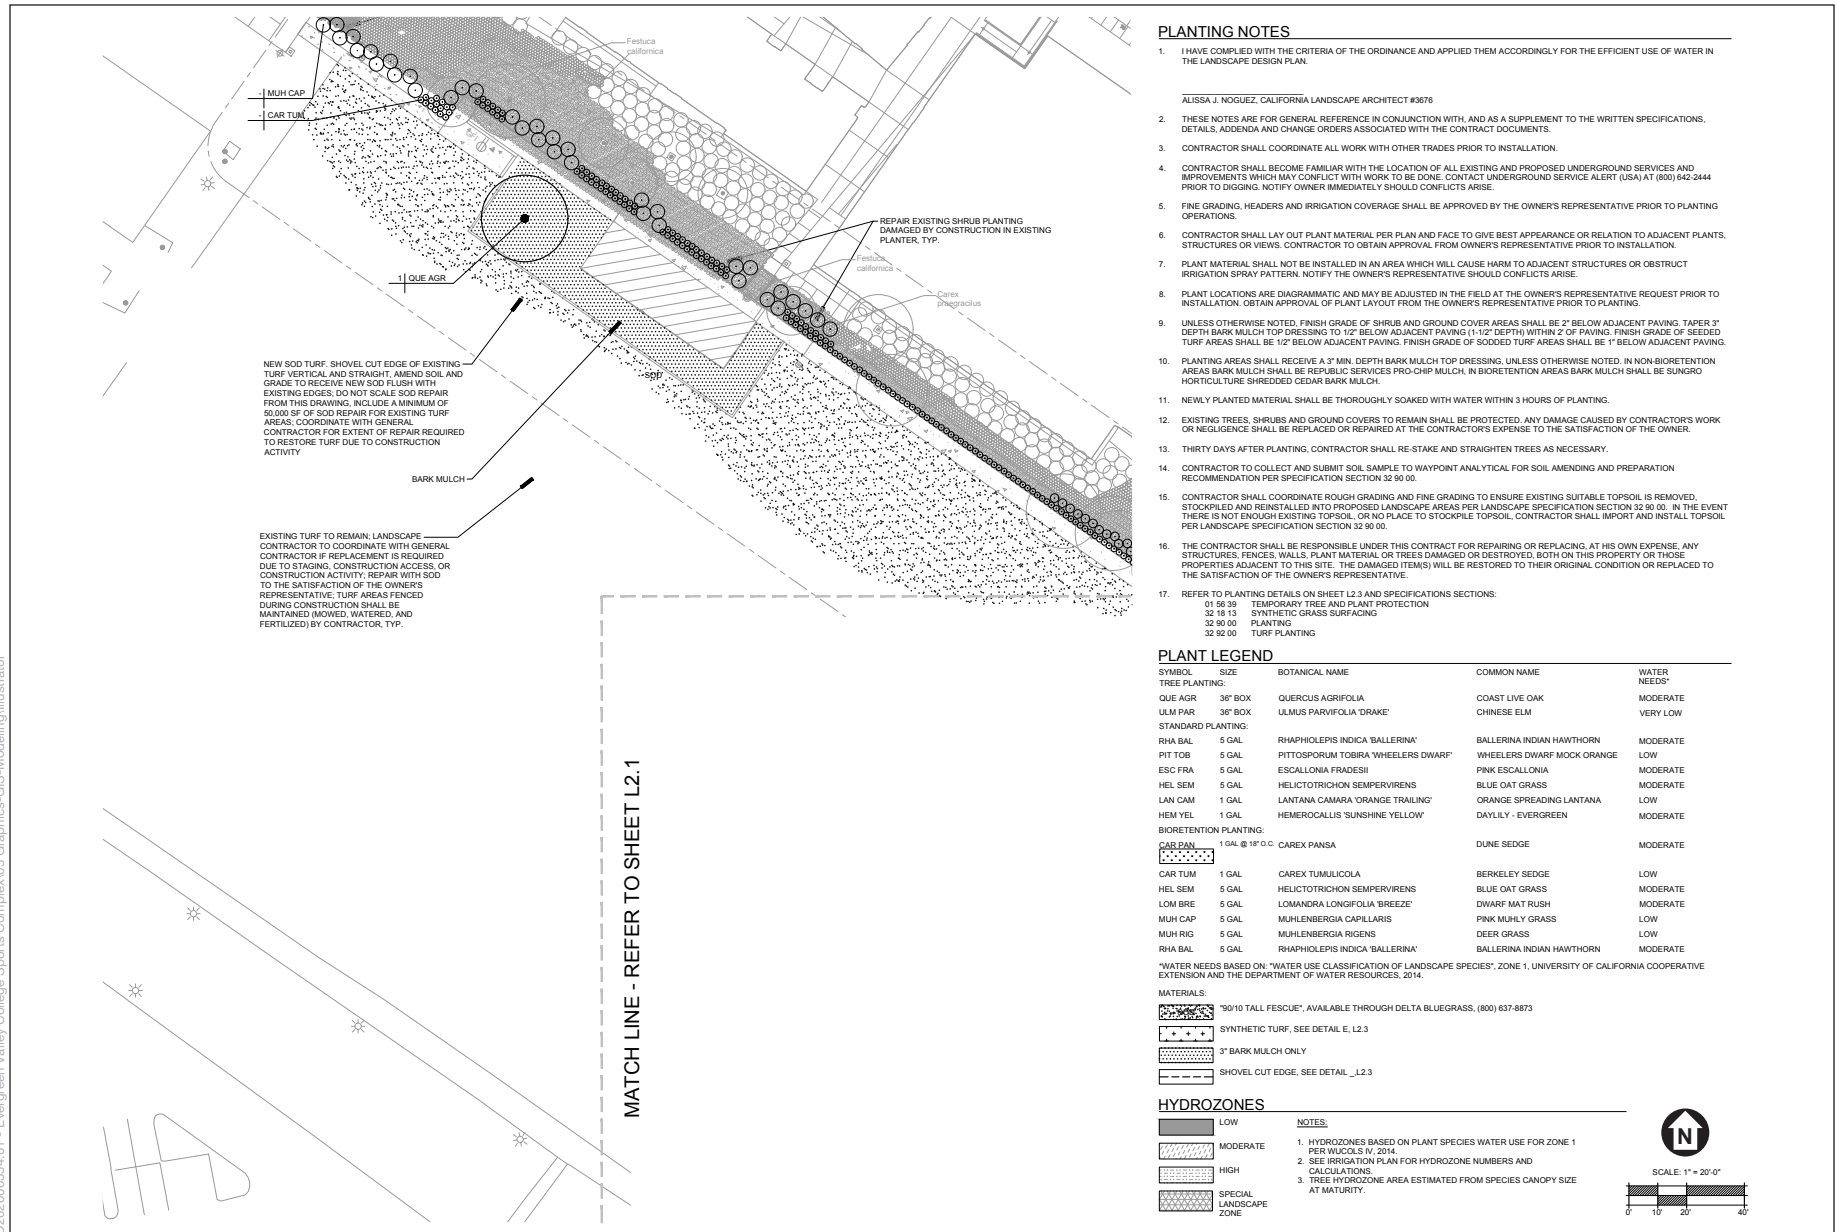 Festuca
californica
- MUH CAP
- CAR TUM
REPAIR EXISTING SHRUB PLANTING
DAMAGED BY CONSTRUCTION IN EXISTING
PLANTER, TYP.
Festuca
californica
1 QUE AGR
Carex
praegracilus
NEW SOD TURF. SHOVEL CUT EDGE OF EXISTING
TURF VERTICAL AND STRAIGHT, AMEND SOIL AND
GRADE TO RECEIVE NEW SOD FLUSH WITH
EXISTING EDGES; DO NOT SCALE SOD REPAIR
FROM THIS DRAWING, INCLUDE A MINIMUM OF
50,000 SF OF SOD REPAIR FOR EXISTING TURF
AREAS; COORDINATE WITH GENERAL
CONTRACTOR FOR EXTENT OF REPAIR REQUIRED
TO RESTORE TURF DUE TO CONSTRUCTION
ACTIVITY
SOD
BARK MULCH
EXISTING TURF TO REMAIN; LANDSCAPE
CONTRACTOR TO COORDINATE WITH GENERAL
CONTRACTOR IF REPLACEMENT IS REQUIRED
DUE TO STAGING, CONSTRUCTION ACCESS, OR
CONSTRUCTION ACTIVITY; REPAIR WITH SOD
TO THE SATISFACTION OF THE OWNER'S
REPRESENTATIVE; TURF AREAS FENCED
DURING CONSTRUCTION SHALL BE
MAINTAINED (MOWED, WATERED, AND
FERTILIZED) BY CONTRACTOR, TYP.
MATCH LINE - REFER TO SHEET L2.1
PLANTING NOTES
1. I HAVE COMPLIED WITH THE CRITERIA OF THE ORDINANCE AND APPLIED THEM ACCORDINGLY FOR THE EFFICIENT USE OF WATER IN
THE LANDSCAPE DESIGN PLAN.
ALISSA J. NOGUEZ, CALIFORNIA LANDSCAPE ARCHITECT #3676
2. THESE NOTES ARE FOR GENERAL REFERENCE IN CONJUNCTION WITH, AND AS A SUPPLEMENT TO THE WRITTEN SPECIFICATIONS,
DETAILS, ADDENDA AND CHANGE ORDERS ASSOCIATED WITH THE CONTRACT DOCUMENTS.
3. CONTRACTOR SHALL COORDINATE ALL WORK WITH OTHER TRADES PRIOR TO INSTALLATION.
4. CONTRACTOR SHALL BECOME FAMILIAR WITH THE LOCATION OF ALL EXISTING AND PROPOSED UNDERGROUND SERVICES AND
IMPROVEMENTS WHICH MAY CONFLICT WITH WORK TO BE DONE. CONTACT UNDERGROUND SERVICE ALERT (USA) AT (800) 642-2444
PRIOR TO DIGGING. NOTIFY OWNER IMMEDIATELY SHOULD CONFLICTS ARISE.
5. FINE GRADING, HEADERS AND IRRIGATION COVERAGE SHALL BE APPROVED BY THE OWNER'S REPRESENTATIVE PRIOR TO PLANTING
OPERATIONS.
6. CONTRACTOR SHALL LAY OUT PLANT MATERIAL PER PLAN AND FACE TO GIVE BEST APPEARANCE OR RELATION TO ADJACENT PLANTS,
STRUCTURES OR VIEWS. CONTRACTOR TO OBTAIN APPROVAL FROM OWNER'S REPRESENTATIVE PRIOR TO INSTALLATION.
7. PLANT MATERIAL SHALL NOT BE INSTALLED IN AN AREA WHICH WILL CAUSE HARM TO ADJACENT STRUCTURES OR OBSTRUCT
IRRIGATION SPRAY PATTERN. NOTIFY THE OWNER'S REPRESENTATIVE SHOULD CONFLICTS ARISE.
8. PLANT LOCATIONS ARE DIAGRAMMATIC AND MAY BE ADJUSTED IN THE FIELD AT THE OWNER'S REPRESENTATIVE REQUEST PRIOR TO
INSTALLATION. OBTAIN APPROVAL OF PLANT LAYOUT FROM THE OWNER'S REPRESENTATIVE PRIOR TO PLANTING.
9. UNLESS OTHERWISE NOTED, FINISH GRADE OF SHRUB AND GROUND COVER AREAS SHALL BE 2" BELOW ADJACENT PAVING. TAPER 3"
DEPTH BARK MULCH TOP DRESSING TO 1/2" BELOW ADJACENT PAVING (1-1/2" DEPTH) WITHIN 2' OF PAVING. FINISH GRADE OF SEEDED
TURF AREAS SHALL BE 1/2" BELOW ADJACENT PAVING. FINISH GRADE OF SODDED TURF AREAS SHALL BE 1" BELOW ADJACENT PAVING.
10. PLANTING AREAS SHALL RECEIVE A 3" MIN. DEPTH BARK MULCH TOP DRESSING, UNLESS OTHERWISE NOTED. IN NON-BIORETENTION
AREAS BARK MULCH SHALL BE REPUBLIC SERVICES PRO-CHIP MULCH, IN BIORETENTION AREAS BARK MULCH SHALL BE SUNGRO
HORTICULTURE SHREDDED CEDAR BARK MULCH.
11. NEWLY PLANTED MATERIAL SHALL BE THOROUGHLY SOAKED WITH WATER WITHIN 3 HOURS OF PLANTING.
12. EXISTING TREES, SHRUBS AND GROUND COVERS TO REMAIN SHALL BE PROTECTED. ANY DAMAGE CAUSED BY CONTRACTOR'S WORK
OR NEGLIGENCE SHALL BE REPLACED OR REPAIRED AT THE CONTRACTOR'S EXPENSE TO THE SATISFACTION OF THE OWNER.
13. THIRTY DAYS AFTER PLANTING, CONTRACTOR SHALL RE-STAKE AND STRAIGHTEN TREES AS NECESSARY.
14. CONTRACTOR TO COLLECT AND SUBMIT SOIL SAMPLE TO WAYPOINT ANALYTICAL FOR SOIL AMENDING AND PREPARATION
RECOMMENDATION PER SPECIFICATION SECTION 32 90 00.
15. CONTRACTOR SHALL COORDINATE ROUGH GRADING AND FINE GRADING TO ENSURE EXISTING SUITABLE TOPSOIL IS REMOVED,
STOCKPILED AND REINSTALLED INTO PROPOSED LANDSCAPE AREAS PER LANDSCAPE SPECIFICATION SECTION 32 90 00. IN THE EVENT
THERE IS NOT ENOUGH EXISTING TOPSOIL, OR NO PLACE TO STOCKPILE TOPSOIL, CONTRACTOR SHALL IMPORT AND INSTALL TOPSOIL
PER LANDSCAPE SPECIFICATION SECTION 32 90 00.
16. THE CONTRACTOR SHALL BE RESPONSIBLE UNDER THIS CONTRACT FOR REPAIRING OR REPLACING, AT HIS OWN EXPENSE, ANY
STRUCTURES, FENCES, WALLS, PLANT MATERIAL OR TREES DAMAGED OR DESTROYED, BOTH ON THIS PROPERTY OR THOSE
PROPERTIES ADJACENT TO THIS SITE. THE DAMAGED ITEM(S) WILL BE RESTORED TO THEIR ORIGINAL CONDITION OR REPLACED TO
THE SATISFACTION OF THE OWNER'S REPRESENTATIVE.
17. REFER TO PLANTING DETAILS ON SHEET L2.3 AND SPECIFICATIONS SECTIONS:
01 56 39 TEMPORARY TREE AND PLANT PROTECTION
32 18 13 SYNTHETIC GRASS SURFACING
32 90 00 PLANTING
32 92 00 TURF PLANTING
PLANT LEGEND
SYMBOL SIZE BOTANICAL NAME COMMON NAME WATER
NEEDS*
TREE PLANTING:
QUE AGR 36" BOX QUERCUS AGRIFOLIA COAST LIVE OAK MODERATE
ULM PAR 36" BOX ULMUS PARVIFOLIA 'DRAKE' CHINESE ELM VERY LOW
STANDARD PLANTING:
RHA BAL 5 GAL RHAPHIOLEPIS INDICA 'BALLERINA' BALLERINA INDIAN HAWTHORN MODERATE
PIT TOB 5 GAL PITTOSPORUM TOBIRA 'WHEELERS DWARF' WHEELERS DWARF MOCK ORANGE LOW
ESC FRA 5 GAL ESCALLONIA FRADESII PINK ESCALLONIA MODERATE
HEL SEM 5 GAL HELICTOTRICHON SEMPERVIRENS BLUE OAT GRASS MODERATE
LAN CAM 1 GAL LANTANA CAMARA 'ORANGE TRAILING' ORANGE SPREADING LANTANA LOW
HEM YEL 1 GAL HEMEROCALLIS 'SUNSHINE YELLOW' DAYLILY - EVERGREEN MODERATE
BIORETENTION PLANTING:
CAR PAN 1 GAL @ 18" O.C. CAREX PANSA DUNE SEDGE MODERATE
CAR TUM 1 GAL CAREX TUMULICOLA BERKELEY SEDGE LOW
HEL SEM 5 GAL HELICTOTRICHON SEMPERVIRENS BLUE OAT GRASS MODERATE
LOM BRE 5 GAL LOMANDRA LONGIFOLIA 'BREEZE' DWARF MAT RUSH MODERATE
MUH CAP 5 GAL MUHLENBERGIA CAPILLARIS PINK MUHLY GRASS LOW
MUH RIG 5 GAL MUHLENBERGIA RIGENS DEER GRASS LOW
RHA BAL 5 GAL RHAPHIOLEPIS INDICA 'BALLERINA' BALLERINA INDIAN HAWTHORN MODERATE
*WATER NEEDS BASED ON: "WATER USE CLASSIFICATION OF LANDSCAPE SPECIES", ZONE 1, UNIVERSITY OF CALIFORNIA COOPERATIVE
EXTENSION AND THE DEPARTMENT OF WATER RESOURCES, 2014.
MATERIALS:
SOD "90/10 TALL FESCUE", AVAILABLE THROUGH DELTA BLUEGRASS, (800) 637-8873
SYNTHETIC TURF, SEE DETAIL E, L2.3
3" BARK MULCH ONLY
SHOVEL CUT EDGE, SEE DETAIL _,L2.3
HYDROZONES
LOW
MODERATE
HIGH
SPECIAL
LANDSCAPE
ZONE
NOTES:
1. HYDROZONES BASED ON PLANT SPECIES WATER USE FOR ZONE 1
PER WUCOLS IV, 2014.
2. SEE IRRIGATION PLAN FOR HYDROZONE NUMBERS AND
CALCULATIONS.
3. TREE HYDROZONE AREA ESTIMATED FROM SPECIES CANOPY SIZE
AT MATURITY.
N
SCALE: 1" = 20'-0"
0' 10' 20' 40'